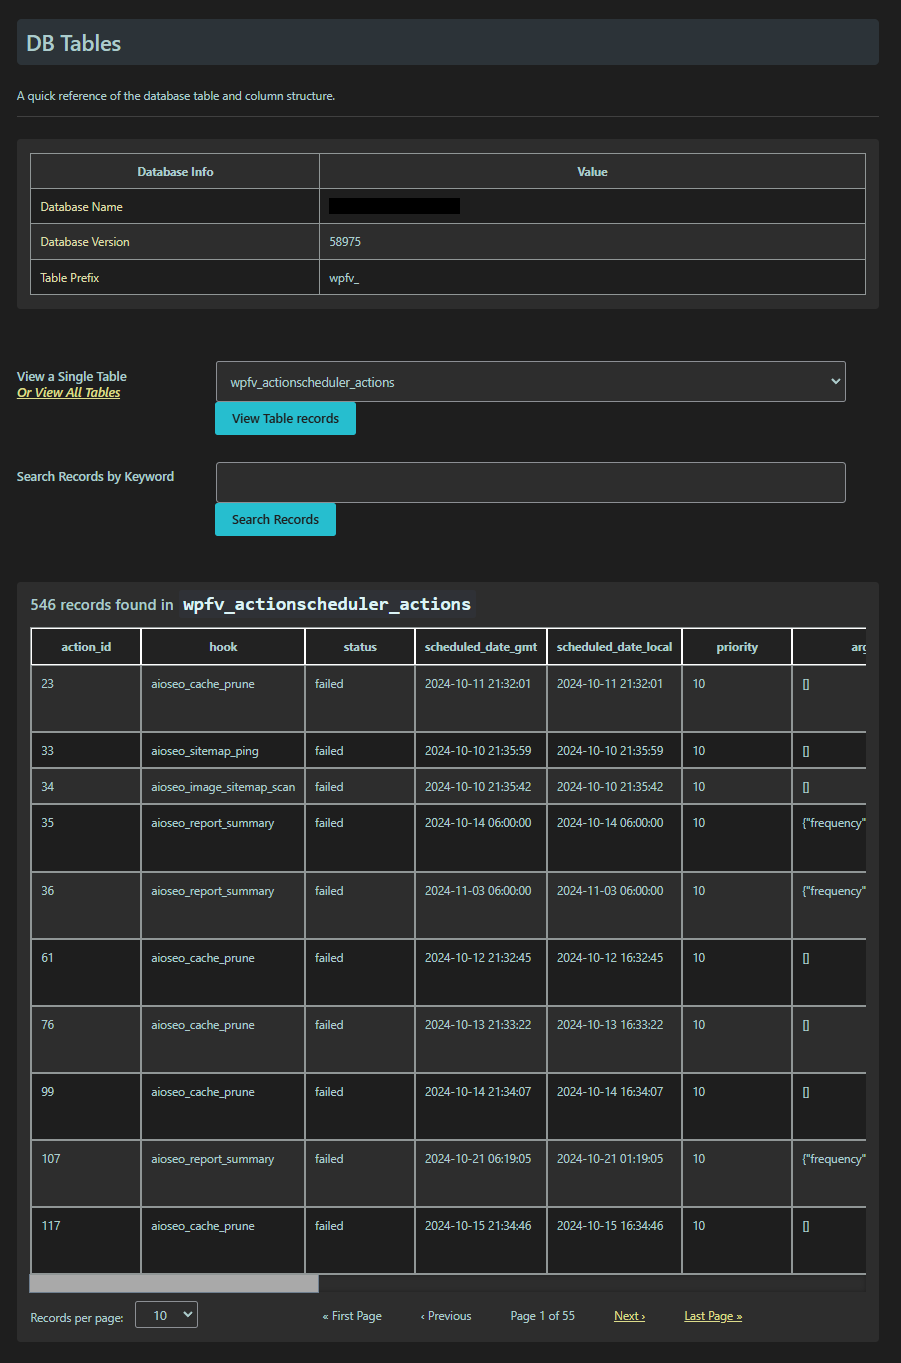 DB Tables
A quick reference of the database table and column structure.
Database Info Value
Database Name
Database Version 58975
Table Prefix wpfv_
View a Single Table
Or View All Tables
wpfv_actionscheduler_actions
View Table records
Search Records by Keyword
Search Records
546 records found in wpfv_actionscheduler_actions
action_id hook status scheduled_date_gmt scheduled_date_local priority arg
23 aioseo_cache_prune failed 2024-10-11 21:32:01 2024-10-11 21:32:01 10 []
33 aioseo_sitemap_ping failed 2024-10-10 21:35:59 2024-10-10 21:35:59 10 []
34 aioseo_image_sitemap_scan failed 2024-10-10 21:35:42 2024-10-10 21:35:42 10 []
35 aioseo_report_summary failed 2024-10-14 06:00:00 2024-10-14 06:00:00 10 {"frequency"
36 aioseo_report_summary failed 2024-11-03 06:00:00 2024-11-03 06:00:00 10 {"frequency"
61 aioseo_cache_prune failed 2024-10-12 21:32:45 2024-10-12 16:32:45 10 []
76 aioseo_cache_prune failed 2024-10-13 21:33:22 2024-10-13 16:33:22 10 []
99 aioseo_cache_prune failed 2024-10-14 21:34:07 2024-10-14 16:34:07 10 []
107 aioseo_report_summary failed 2024-10-21 06:19:05 2024-10-21 01:19:05 10 {"frequency"
117 aioseo_cache_prune failed 2024-10-15 21:34:46 2024-10-15 16:34:46 10 []
Records per page: 10 « First Page ‹ Previous Page 1 of 55 Next › Last Page »